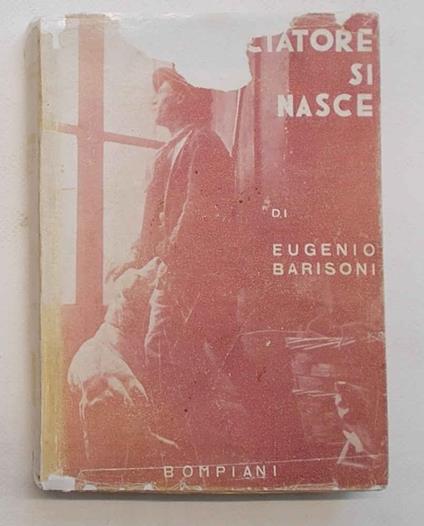 CIATORE
SI
NASCE
DI
EUGENIO
BARISONI
BOMPIANI